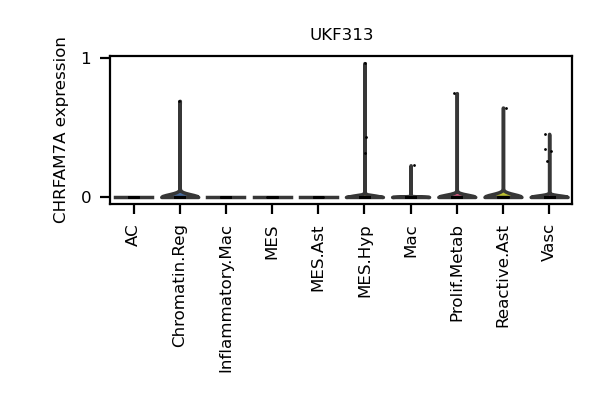 UKF313
CHRFAM7A expression
1
0
AC
Chromatin.Reg
Inflammatory.Mac
MES
MES.Ast
MES.Hyp
Mac
Prolif.Metab
Reactive.Ast
Vasc